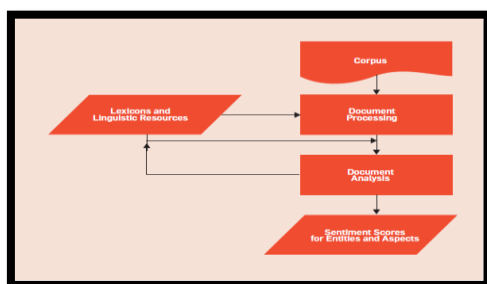 Corpus
Lexicons and
Linguistic Resources
Document
Processing
Document
Analysis
Sentiment Scores
for Entities and Aspects